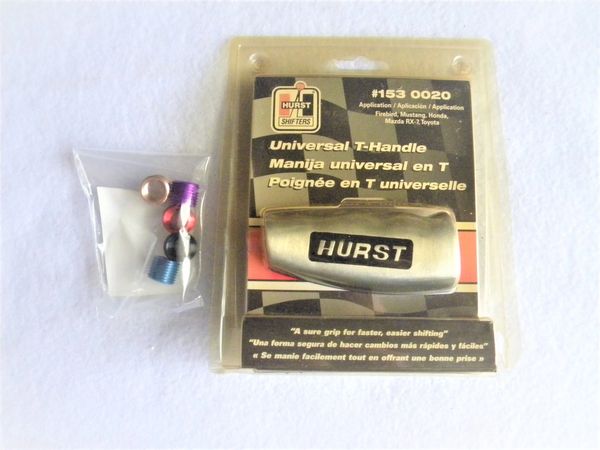 HURST
SHIFTERS
#153 0020
Application / Aplicación / Application
Firebird, Mustang, Honda,
Mazda RX-7, Toyota
Universal T-Handle
Manija universal en T
Poignée en T universelle
HURST
"A sure grip for faster, easier shifting"
"Una forma segura de hacer cambios más rápidos y fáciles"
« Se manie facilement tout en offrant une bonne prise »